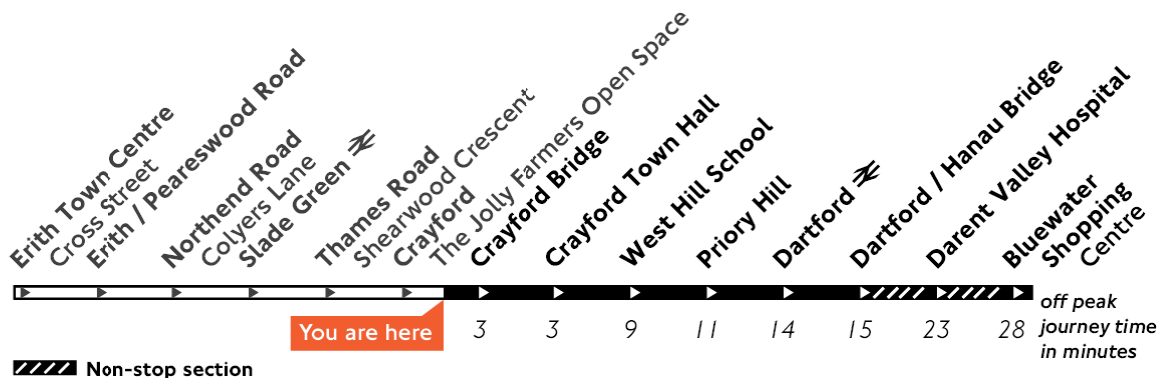 Erith Town Centre
Cross Street
Erith / Peareswood Road
Northend Road
Colyers Lane
Slade Green
Thames Road
Shearwood Crescent
Crayford
The Jolly Farmers Open Space
Crayford Bridge
Crayford Town Hall
West Hill School
Priory Hill
Dartford
Dartford / Hanau Bridge
Darent Valley Hospital
Bluewater
Shopping
Centre
You are here
3 3 9 11 14 15 23 28
off peak
journey time
in minutes
Non-stop section